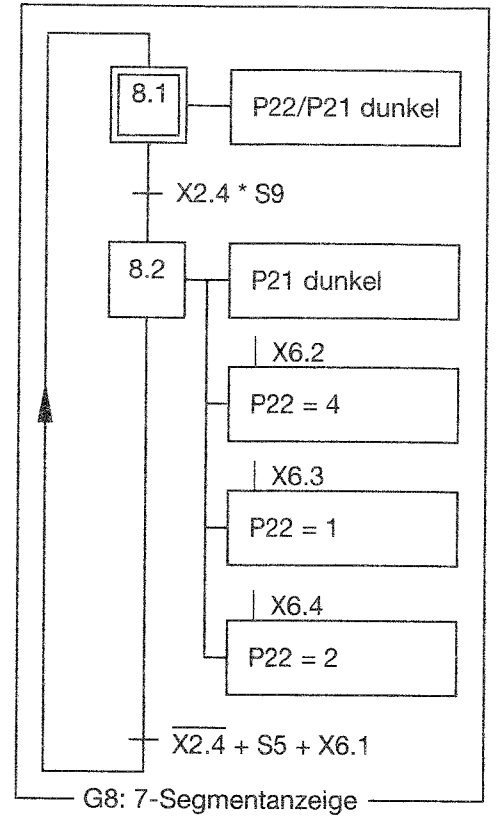 8.1
P22/P21 dunkel
X2.4 * S9
8.2
P21 dunkel
X6.2
P22 = 4
X6.3
P22 = 1
X6.4
P22 = 2
X2.4 + S5 + X6.1
G8: 7-Segmentanzeige